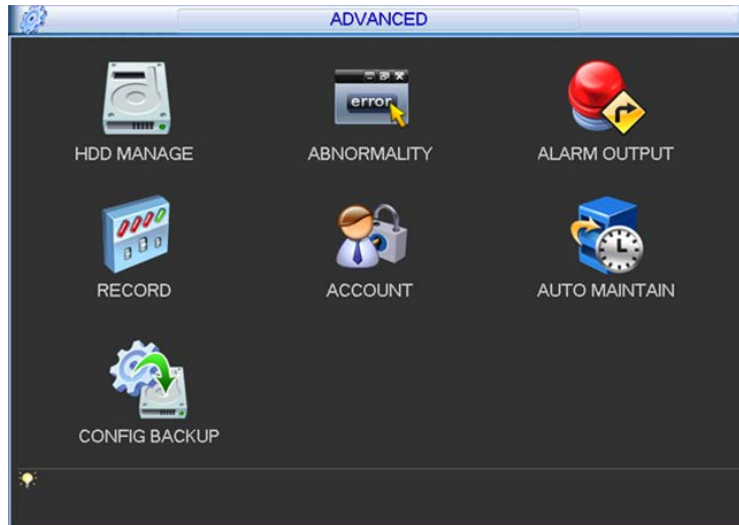 ADVANCED
error
HDD MANAGE
ABNORMALITY
ALARM OUTPUT
RECORD
ACCOUNT
AUTO MAINTAIN
CONFIG BACKUP